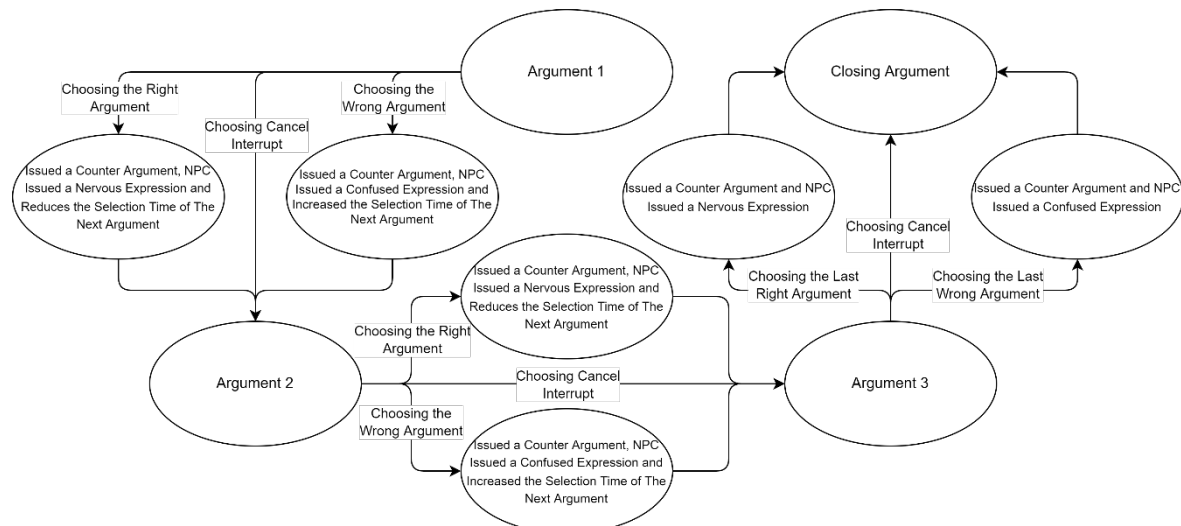 Argument 1
Closing Argument
Choosing the Right
Argument
Choosing Cancel
Interrupt
Choosing the
Wrong Argument
Issued a Counter Argument, NPC
Issued a Nervous Expression and
Reduces the Selection Time of The
Next Argument
Issued a Counter Argument, NPC
Issued a Confused Expression and
Increased the Selection Time of The
Next Argument
Issued a Counter Argument and NPC
Issued a Nervous Expression
Issued a Counter Argument and NPC
Issued a Confused Expression
Choosing Cancel
Interrupt
Choosing the Last
Right Argument
Choosing the Last
Wrong Argument
Argument 2
Choosing the Right
Argument
Issued a Counter Argument, NPC
Issued a Nervous Expression and
Reduces the Selection Time of The
Next Argument
Choosing Cancel
Interrupt
Argument 3
Choosing the
Wrong Argument
Issued a Counter Argument, NPC
Issued a Confused Expression and
Increased the Selection Time of The
Next Argument